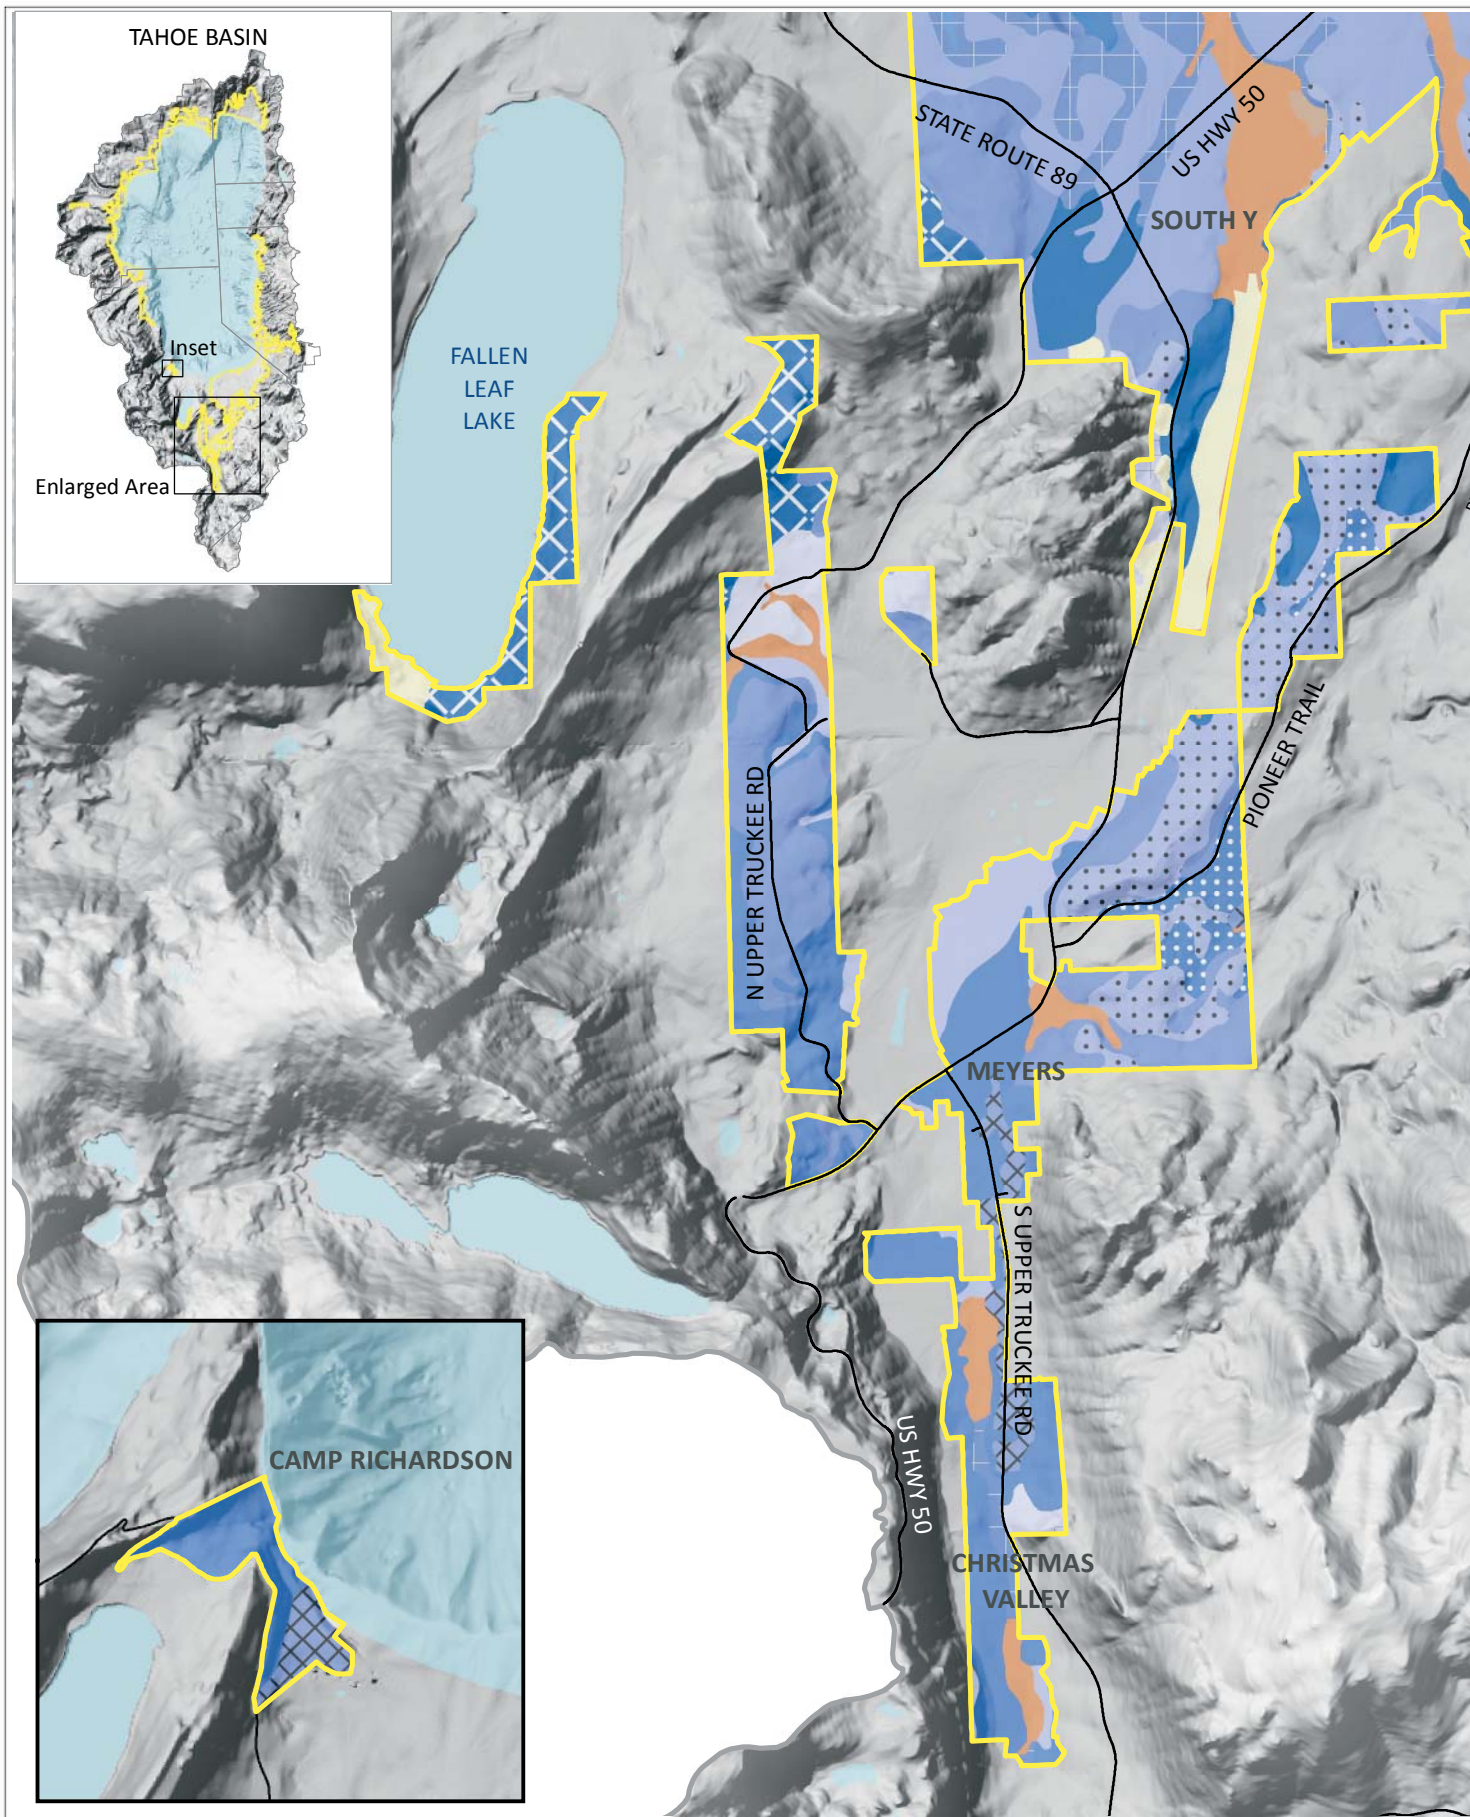 TAHOE BASIN
Inset
Enlarged Area
STATE ROUTE 89
US HWY 50
SOUTH Y
FALLEN
LEAF
LAKE
PIONEER TRAIL
N UPPER TRUCKEE RD
MEYERS
S UPPER TRUCKEE RD
US HWY 50
CAMP RICHARDSON
CHRISTMAS
VALLEY